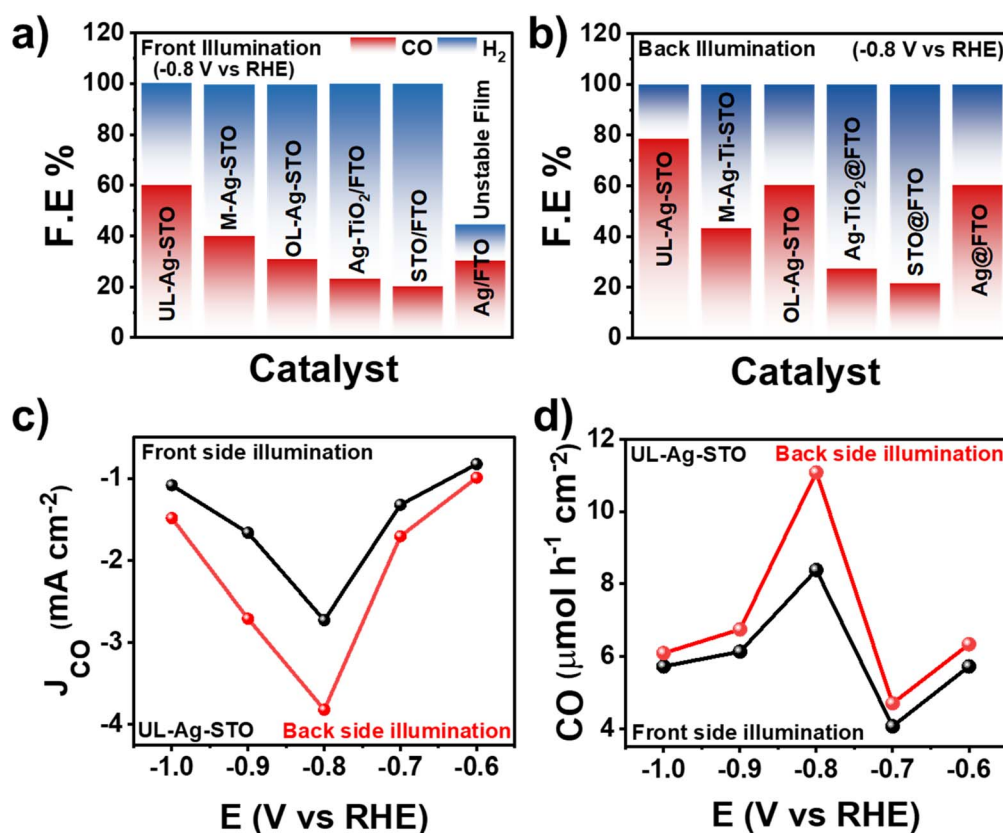 a)
Front Illumination
(-0.8 V vs RHE)
CO
H2
120
100
80
60
40
20
0
F.E %
UL-Ag-STO
M-Ag-STO
OL-Ag-STO
Ag-TiO2/FTO
STO/FTO
Ag/FTO
Unstable Film
Catalyst
b)
Back Illumination
(-0.8 V vs RHE)
120
100
80
60
40
20
0
F.E %
UL-Ag-STO
M-Ag-Ti-STO
OL-Ag-STO
Ag-TiO2@FTO
STO@FTO
Ag@FTO
Catalyst
c)
Front side illumination
-1
-2
-3
-4
JCO (mA cm-2)
UL-Ag-STO
Back side illumination
-1.0 -0.9 -0.8 -0.7 -0.6
E (V vs RHE)
d)
UL-Ag-STO
Back side illumination
12
10
8
6
4
CO (μmol h-1 cm-2)
Front side illumination
-1.0 -0.9 -0.8 -0.7 -0.6
E (V vs RHE)